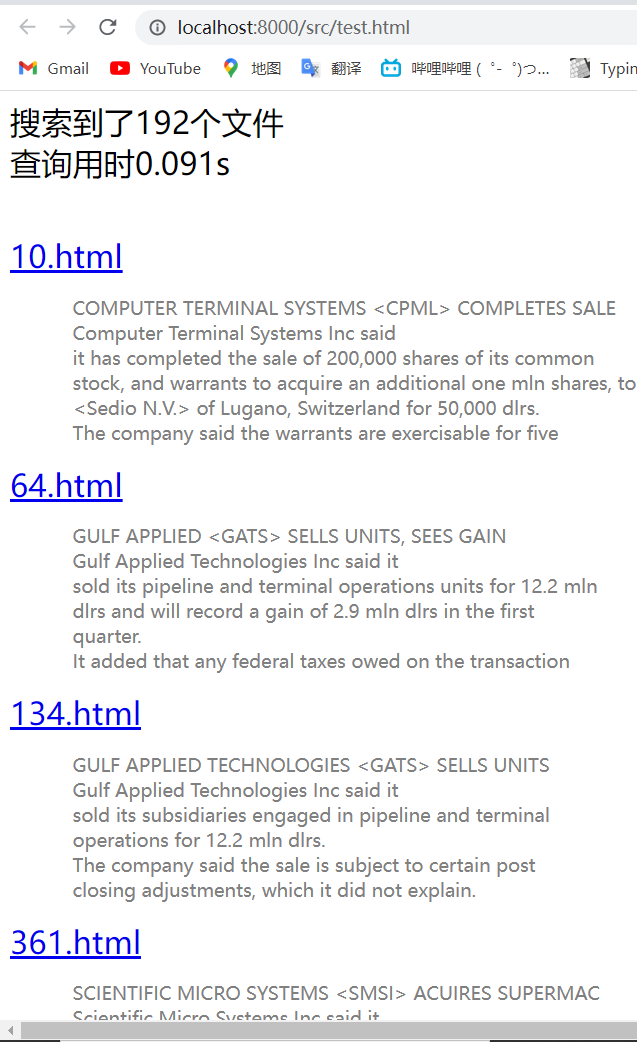 localhost:8000/src/test.html
Gmail YouTube 地图 翻译 哔哩哔哩 (゜-゜)つ... Typin
搜索到了192个文件
查询用时0.091s
10.html
COMPUTER TERMINAL SYSTEMS <CPML> COMPLETES SALE
Computer Terminal Systems Inc said
it has completed the sale of 200,000 shares of its common
stock, and warrants to acquire an additional one mln shares, to
<Sedio N.V.> of Lugano, Switzerland for 50,000 dlrs.
The company said the warrants are exercisable for five
64.html
GULF APPLIED <GATS> SELLS UNITS, SEES GAIN
Gulf Applied Technologies Inc said it
sold its pipeline and terminal operations units for 12.2 mln
dlrs and will record a gain of 2.9 mln dlrs in the first
quarter.
It added that any federal taxes owed on the transaction
134.html
GULF APPLIED TECHNOLOGIES <GATS> SELLS UNITS
Gulf Applied Technologies Inc said it
sold its subsidiaries engaged in pipeline and terminal
operations for 12.2 mln dlrs.
The company said the sale is subject to certain post
closing adjustments, which it did not explain.
361.html
SCIENTIFIC MICRO SYSTEMS <SMSI> ACUIRES SUPERMAC
Scientific Micro Systems Inc said it